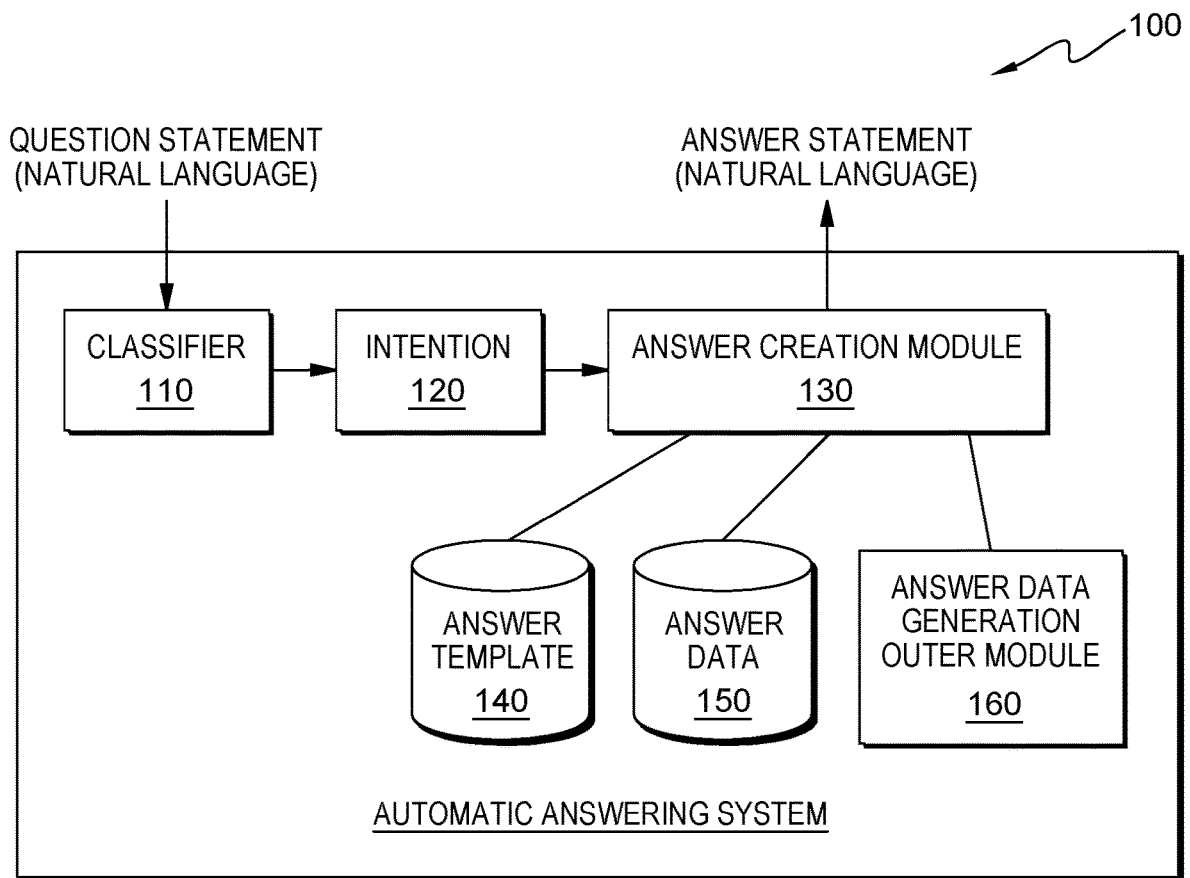 100
QUESTION STATEMENT
(NATURAL LANGUAGE)
ANSWER STATEMENT
(NATURAL LANGUAGE)
CLASSIFIER
110
INTENTION
120
ANSWER CREATION MODULE
130
ANSWER
TEMPLATE
140
ANSWER
DATA
150
ANSWER DATA
GENERATION
OUTER MODULE
160
AUTOMATIC ANSWERING SYSTEM